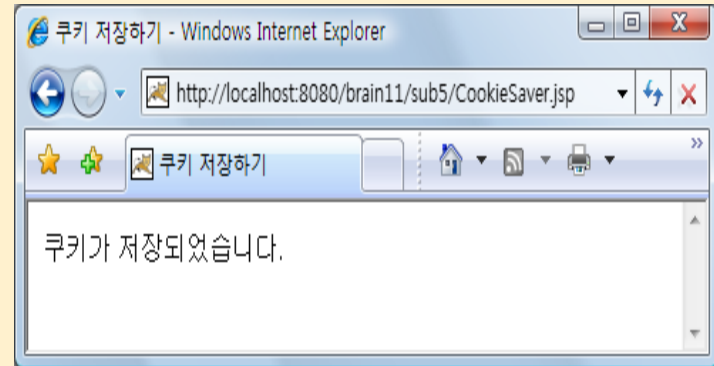 쿠키 저장하기 - Windows Internet Explorer
http://localhost:8080/brain11/sub5/CookieSaver.jsp
쿠키 저장하기
쿠키가 저장되었습니다.